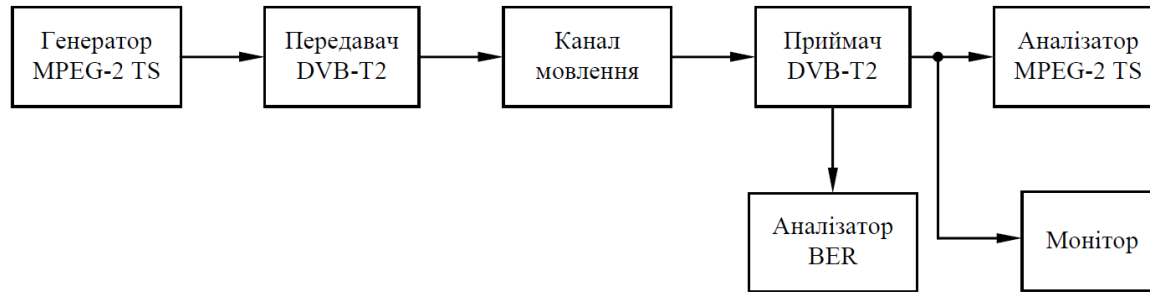 Генератор
MPEG-2 TS
Передавач
DVB-T2
Канал
мовлення
Приймач
DVB-T2
Аналізатор
MPEG-2 TS
Аналізатор
BER
Монітор